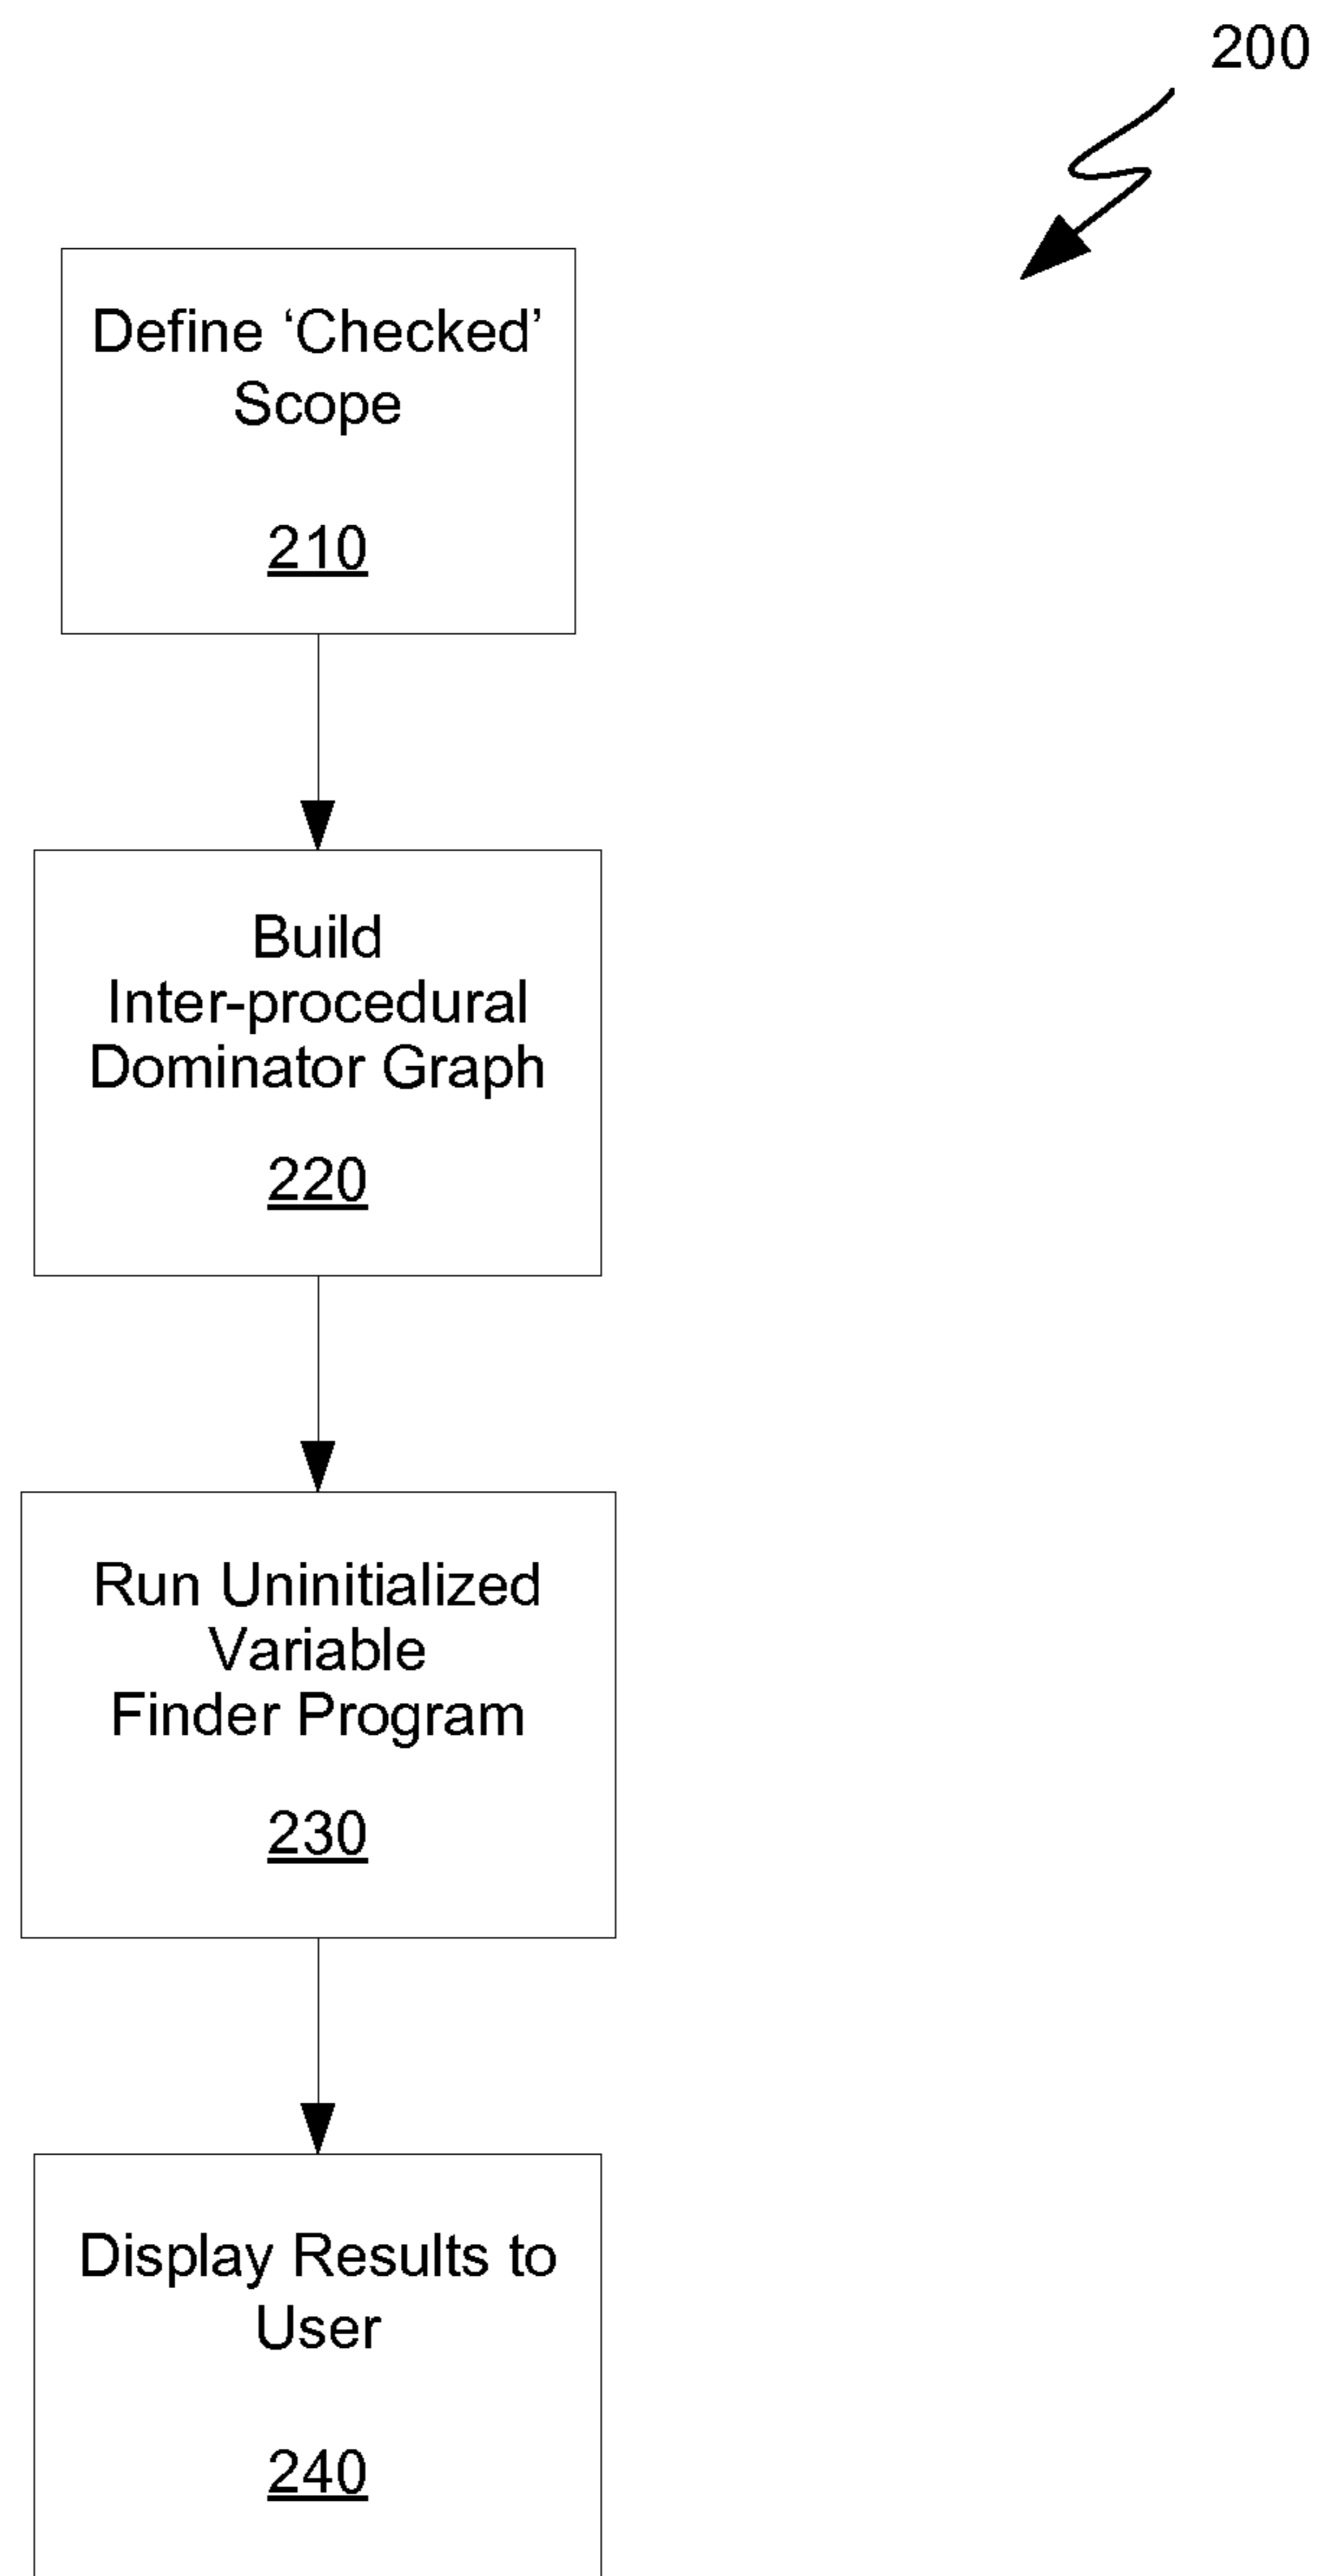 200
Define ‘Checked’
Scope
210
Build
Inter-procedural
Dominator Graph
220
Run Uninitialized
Variable
Finder Program
230
Display Results to
User
240